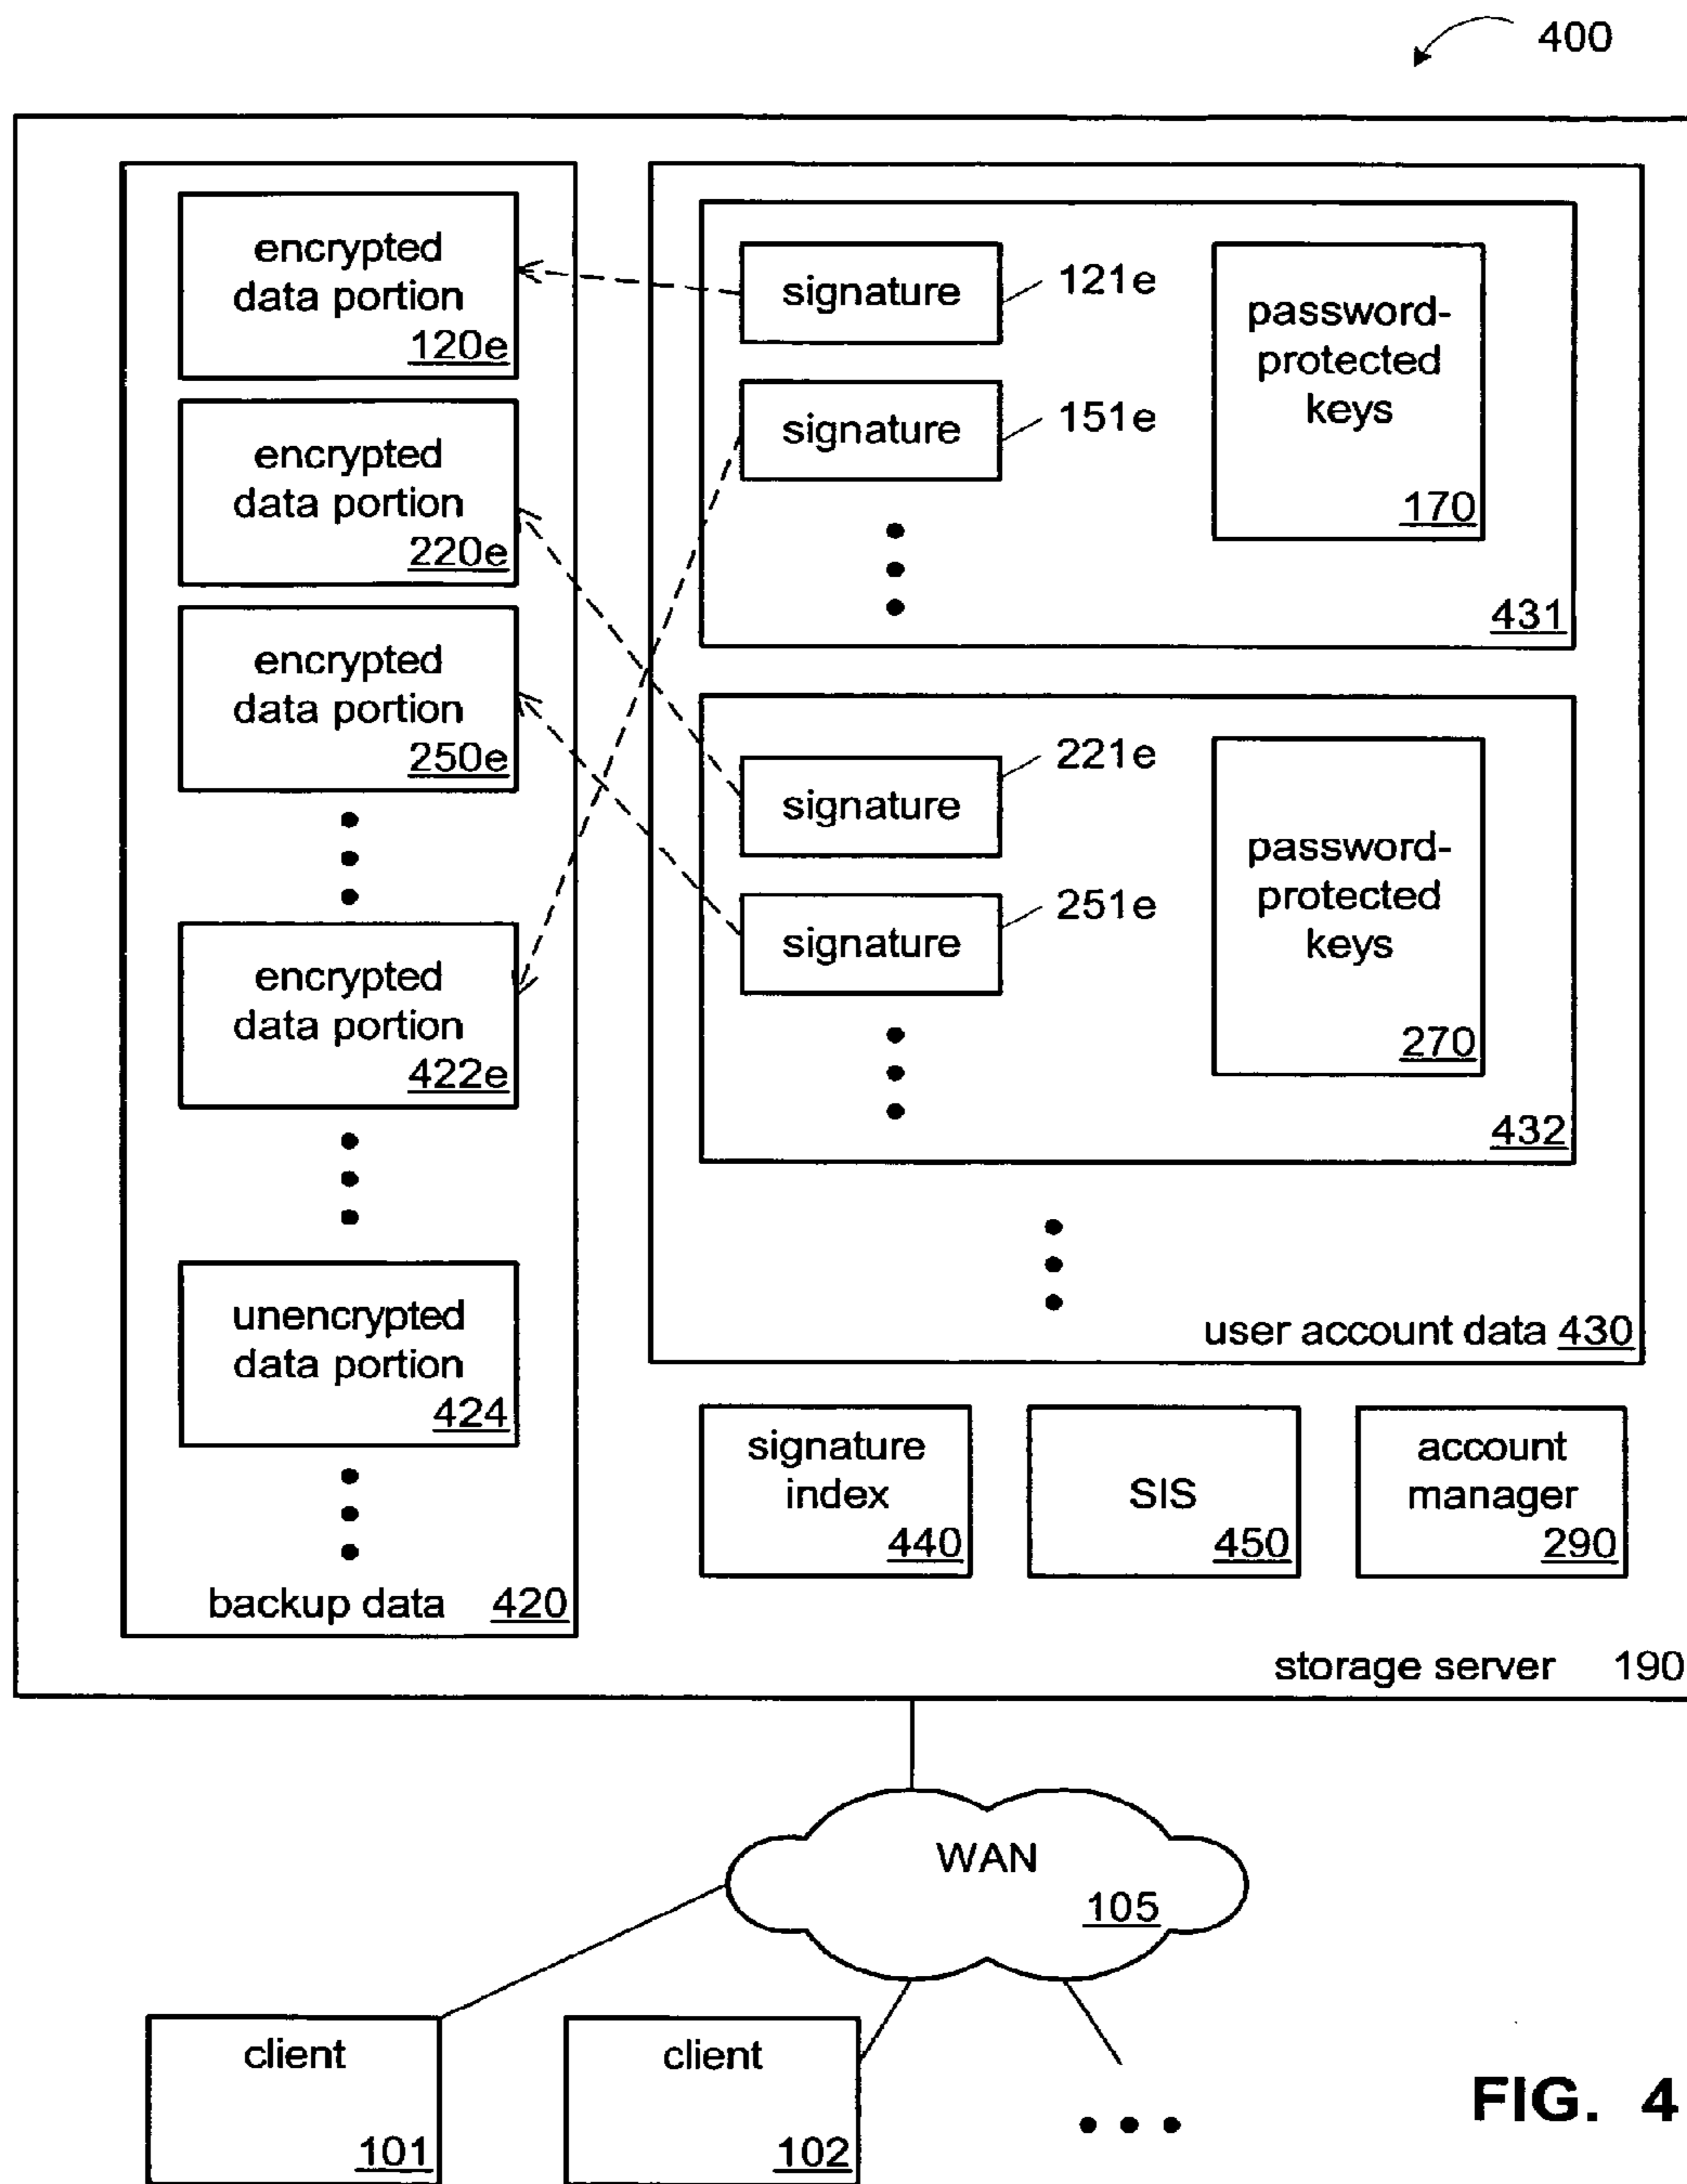 400
encrypted
data portion
120e
encrypted
data portion
220e
encrypted
data portion
250e
encrypted
data portion
422e
unencrypted
data portion
424
backup data 420
signature 121e
signature 151e
password-
protected
keys
170
431
signature 221e
signature 251e
password-
protected
keys
270
432
user account data 430
signature
index
440
SIS
450
account
manager
290
storage server 190
WAN
105
client
101
client
102
FIG. 4